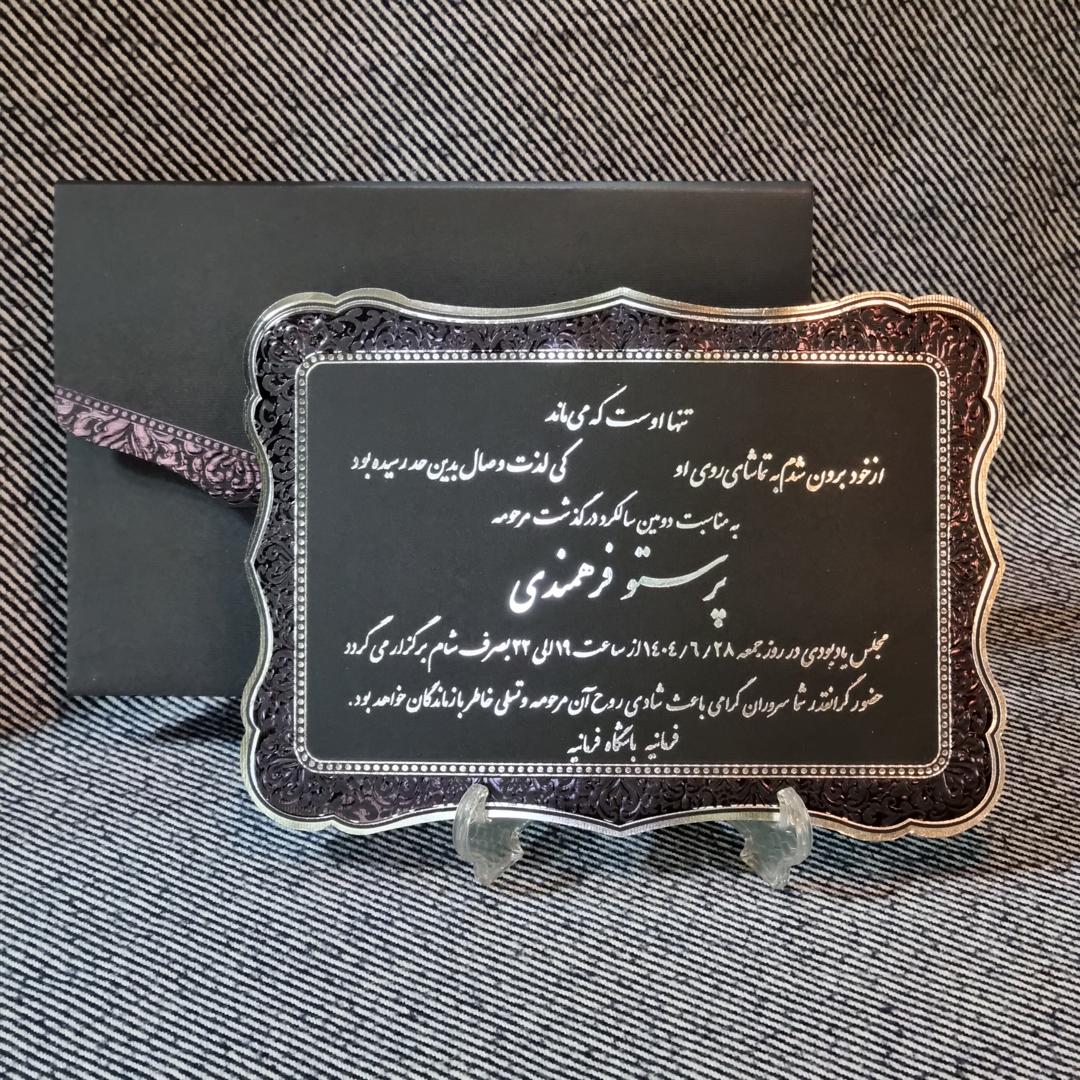 تنها اوست که می‌ماند
از خود برون شدم به تماشای روی او کی لذت وصال بدین حد رسیده بود
به مناسبت دومین سالگرد درگذشت مرحومه
پرستو فرهمندی
مجلس یادبودی در روز جمعه ۱۴۰۴/۶/۲۸ از ساعت ۱۹ الی ۲۲ بصرف شام برگزار می گردد
حضور گرانقدر شما سروران گرامی باعث شادی روح آن مرحومه و تسلی خاطر بازماندگان خواهد بود.
فرمانیه باشگاه فرمانیه